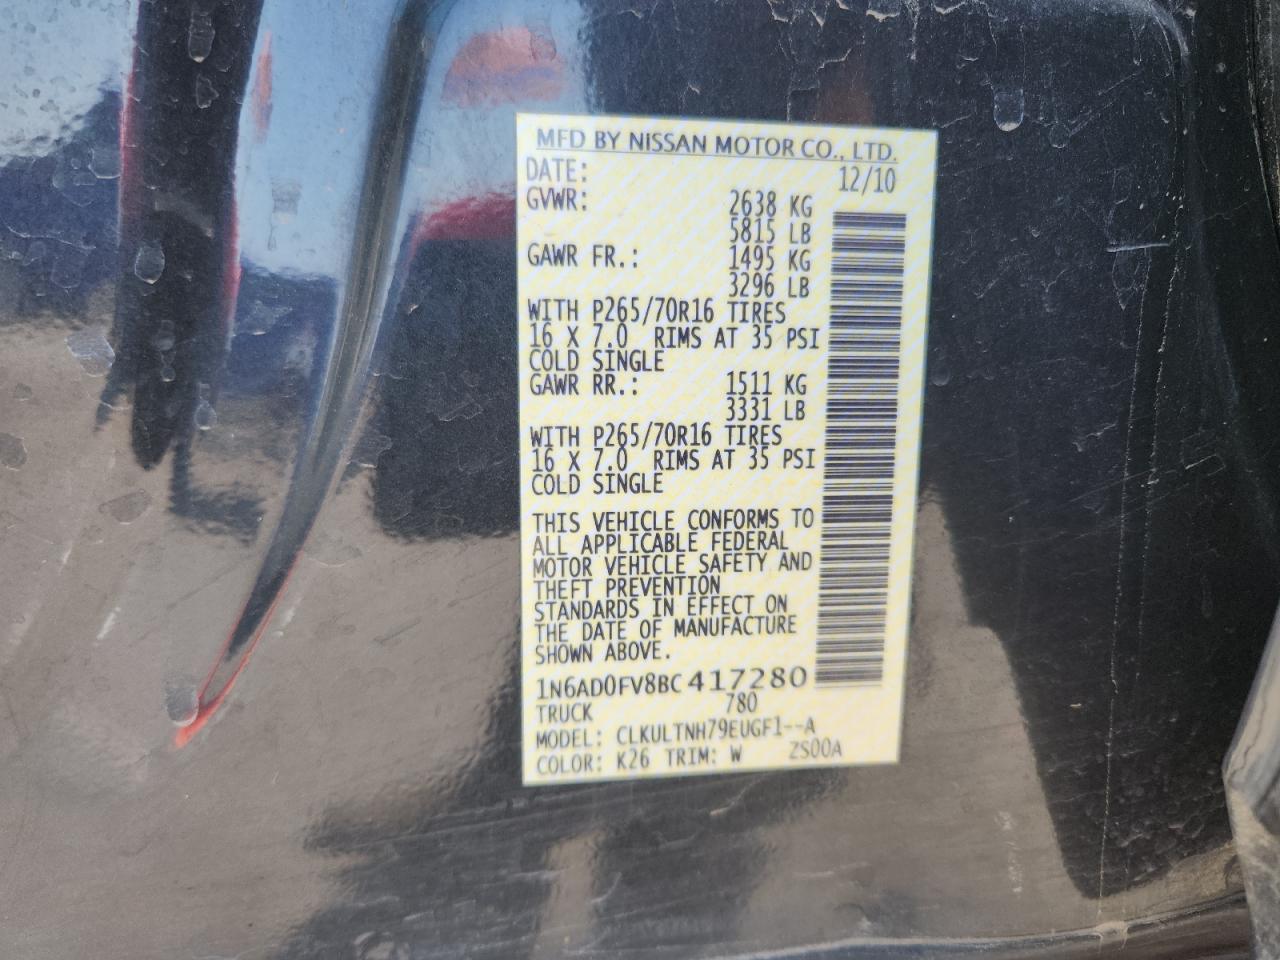 MFD BY NISSAN MOTOR CO., LTD.
DATE: 12/10
GVWR: 2638 KG
5815 LB
GAWR FR.: 1495 KG
3296 LB
WITH P265/70R16 TIRES
16 X 7.0 RIMS AT 35 PSI
COLD SINGLE
GAWR RR.: 1511 KG
3331 LB
WITH P265/70R16 TIRES
16 X 7.0 RIMS AT 35 PSI
COLD SINGLE
THIS VEHICLE CONFORMS TO
ALL APPLICABLE FEDERAL
MOTOR VEHICLE SAFETY AND
THEFT PREVENTION
STANDARDS IN EFFECT ON
THE DATE OF MANUFACTURE
SHOWN ABOVE.
1N6AD0FV8BC417280
TRUCK 780
MODEL: CLKULTNH79EUGF1--A
COLOR: K26 TRIM: W ZS00A